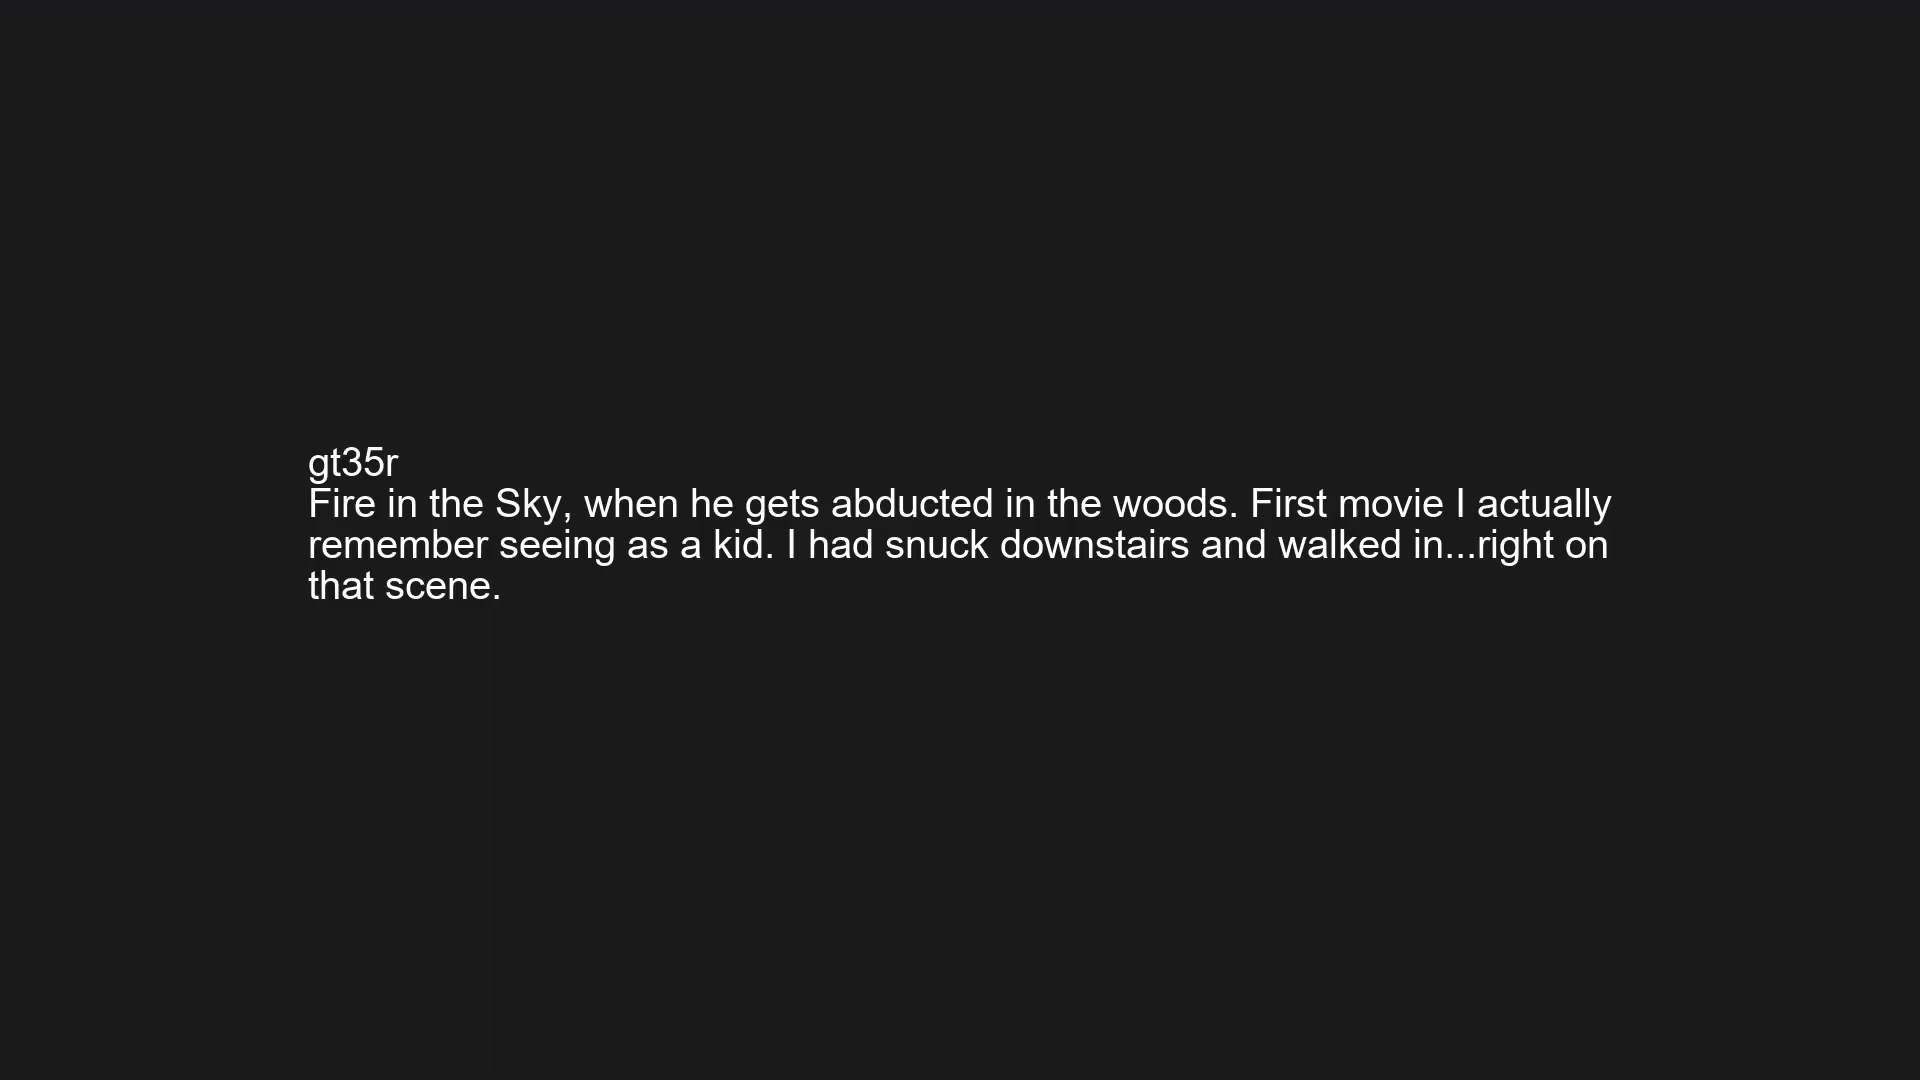 gt35r
Fire in the Sky, when he gets abducted in the woods. First movie I actually
remember seeing as a kid. I had snuck downstairs and walked in...right on
that scene.